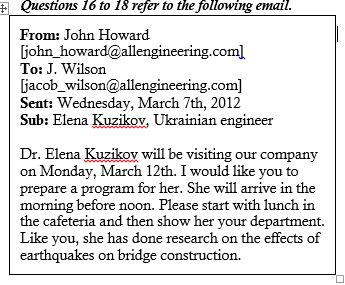 Questions 16 to 18 refer to the following email.
From: John Howard
[john_howard@allengineering.com]
To: J. Wilson
[jacob_wilson@allengineering.com]
Sent: Wednesday, March 7th, 2012
Sub: Elena Kuzikov, Ukrainian engineer
Dr. Elena Kuzikov will be visiting our company
on Monday, March 12th. I would like you to
prepare a program for her. She will arrive in the
morning before noon. Please start with lunch in
the cafeteria and then show her your department.
Like you, she has done research on the effects of
earthquakes on bridge construction.